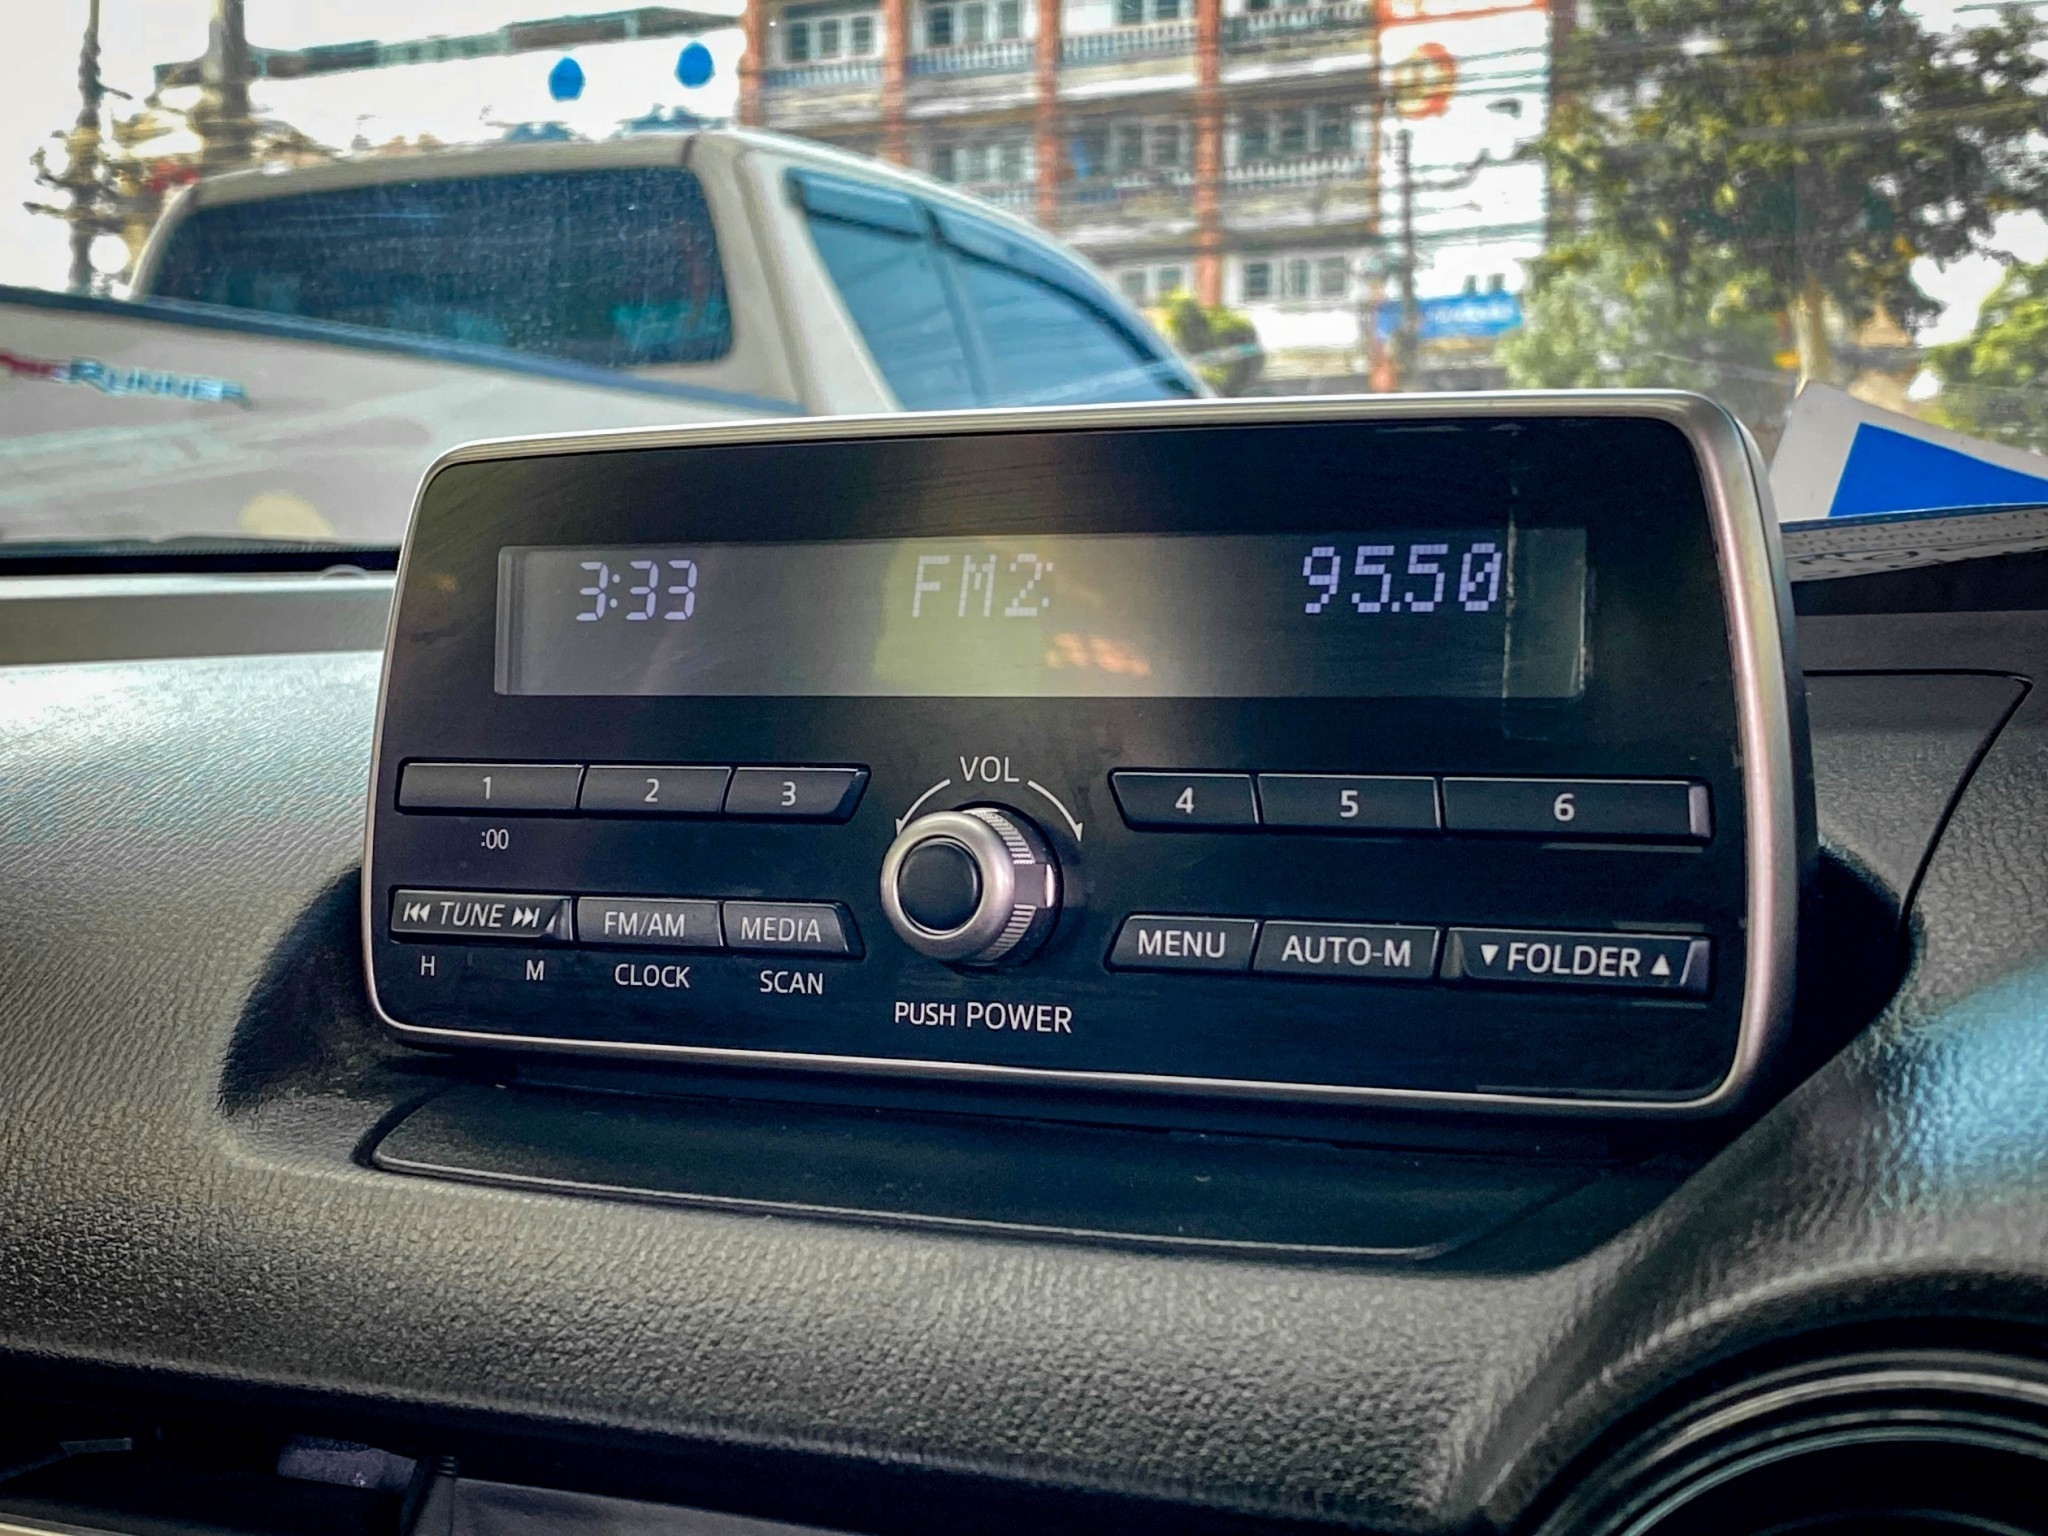 RUNNER
3:33 FM2: 95.50
VOL
1 2 3 4 5 6
:00
⏮ TUNE ⏭ FM/AM MEDIA MENU AUTO-M ▼ FOLDER ▲
H M CLOCK SCAN
PUSH POWER